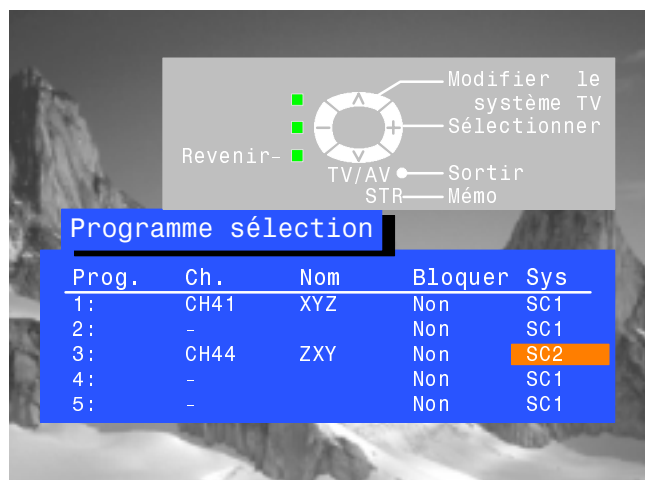 Modifier le
système TV
Sélectionner
Revenir-
TV/AV Sortir
STR Mémo
Programme sélection
Prog. Ch. Nom Bloquer Sys
1: CH41 XYZ Non SC1
2: - Non SC1
3: CH44 ZXY Non SC2
4: - Non SC1
5: - Non SC1